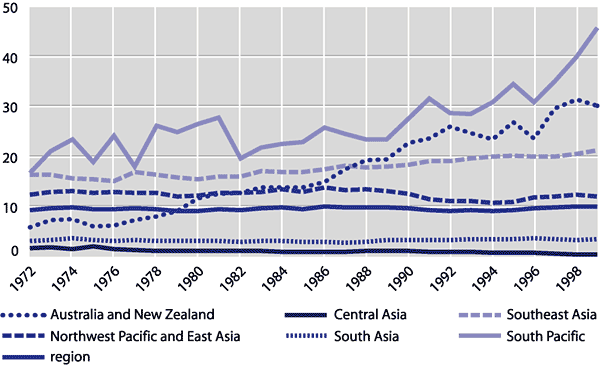 50
40
30
20
10
0
1972 1974 1976 1978 1980 1982 1984 1986 1988 1990 1992 1994 1996 1998
Australia and New Zealand Central Asia Southeast Asia
Northwest Pacific and East Asia South Asia South Pacific
region